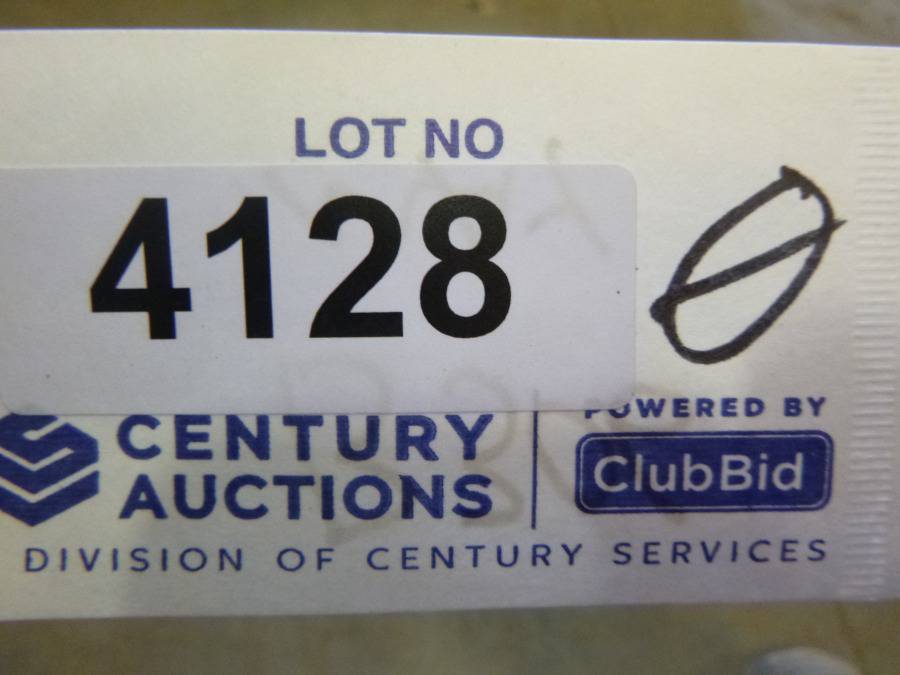 LOT NO
4128 Ø
CENTURY
AUCTIONS
POWERED BY
ClubBid
DIVISION OF CENTURY SERVICES